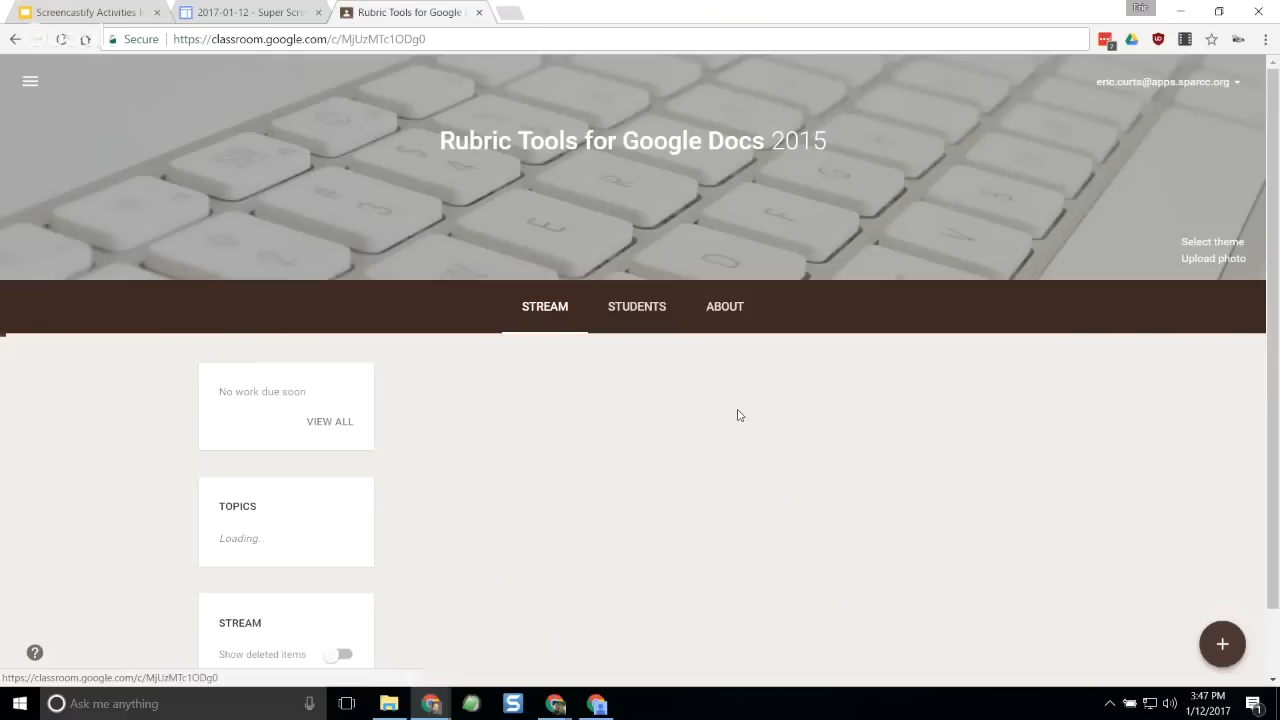 Screencastify Activities
2017-01-12 - Super Scree
Rubric Tools for Google
Eric
Secure
https://classroom.google.com/c/MjUzMTc1ODg0
7
eric.curts@apps.sparcc.org
Rubric Tools for Google Docs 2015
Select theme
Upload photo
STREAM
STUDENTS
ABOUT
No work due soon
VIEW ALL
TOPICS
Loading..
STREAM
Show deleted items
https://classroom.google.com/c/MjUzMTc1ODg0
Ask me anything
3:47 PM
1/12/2017